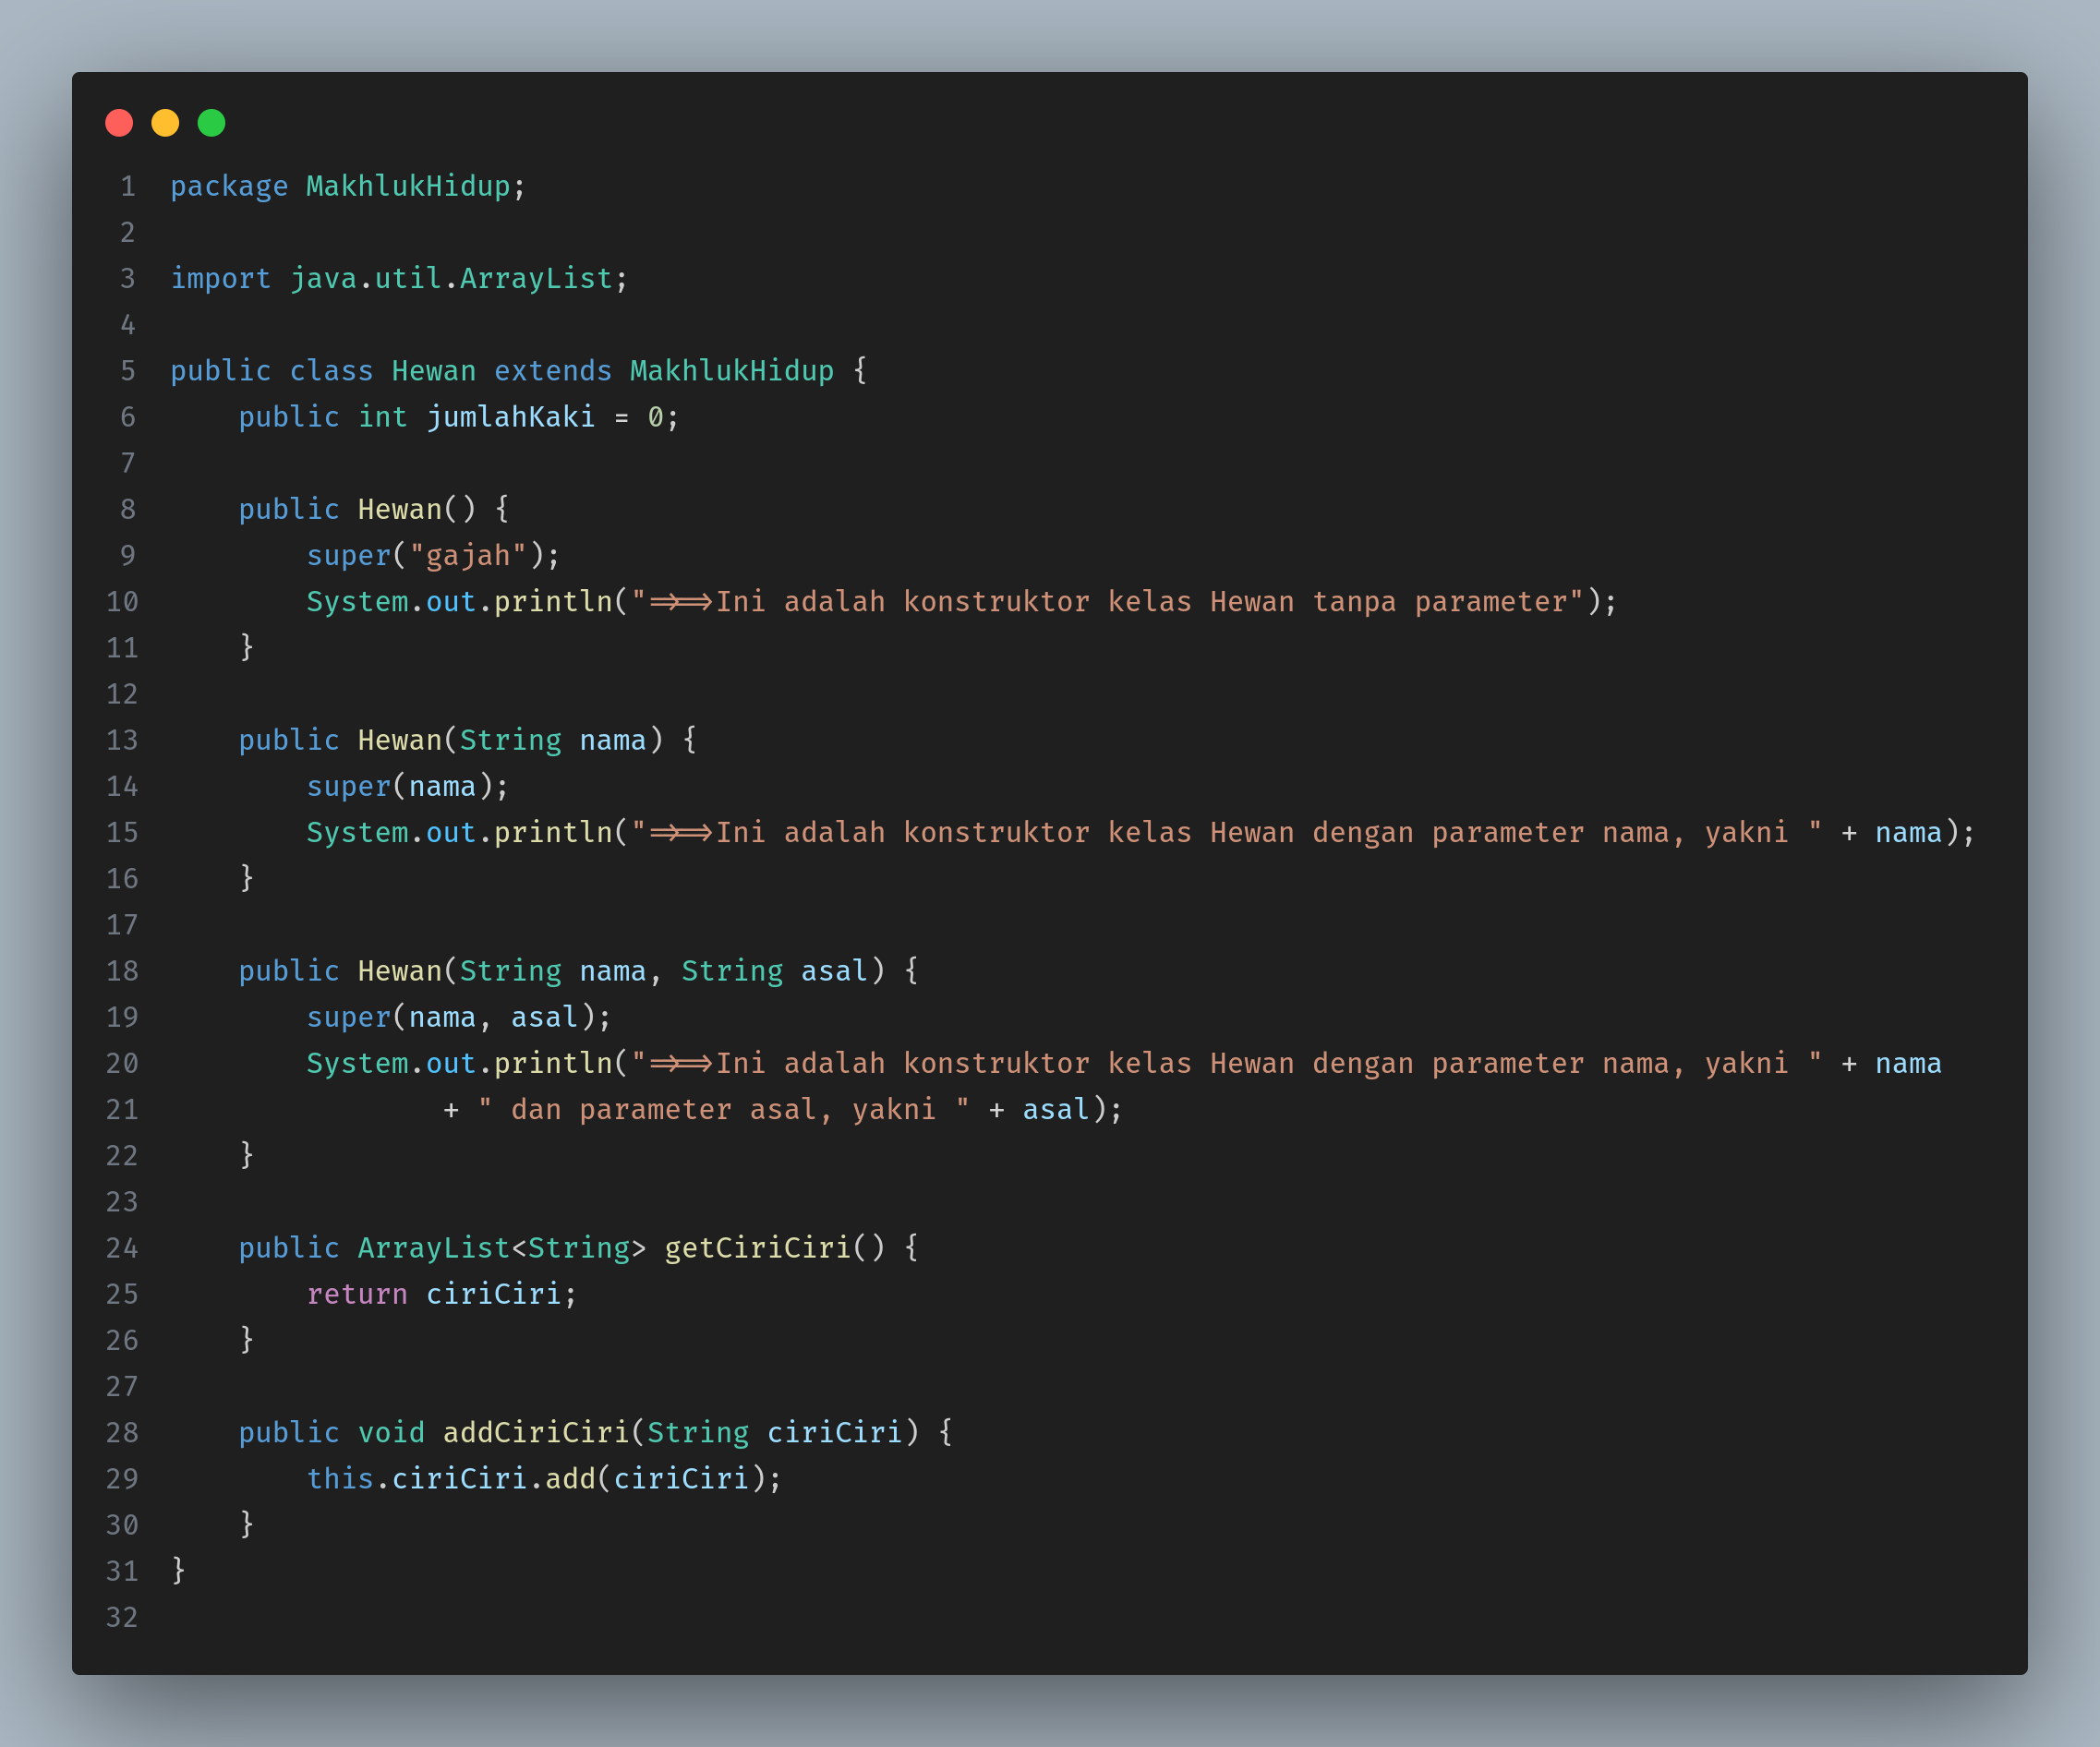 1 package MakhlukHidup;
2
3 import java.util.ArrayList;
4
5 public class Hewan extends MakhlukHidup {
6     public int jumlahKaki = 0;
7
8     public Hewan() {
9         super("gajah");
10         System.out.println("==>==>Ini adalah konstruktor kelas Hewan tanpa parameter");
11     }
12
13     public Hewan(String nama) {
14         super(nama);
15         System.out.println("==>==>Ini adalah konstruktor kelas Hewan dengan parameter nama, yakni " + nama);
16     }
17
18     public Hewan(String nama, String asal) {
19         super(nama, asal);
20         System.out.println("==>==>Ini adalah konstruktor kelas Hewan dengan parameter nama, yakni " + nama
21                 + " dan parameter asal, yakni " + asal);
22     }
23
24     public ArrayList<String> getCiriCiri() {
25         return ciriCiri;
26     }
27
28     public void addCiriCiri(String ciriCiri) {
29         this.ciriCiri.add(ciriCiri);
30     }
31 }
32